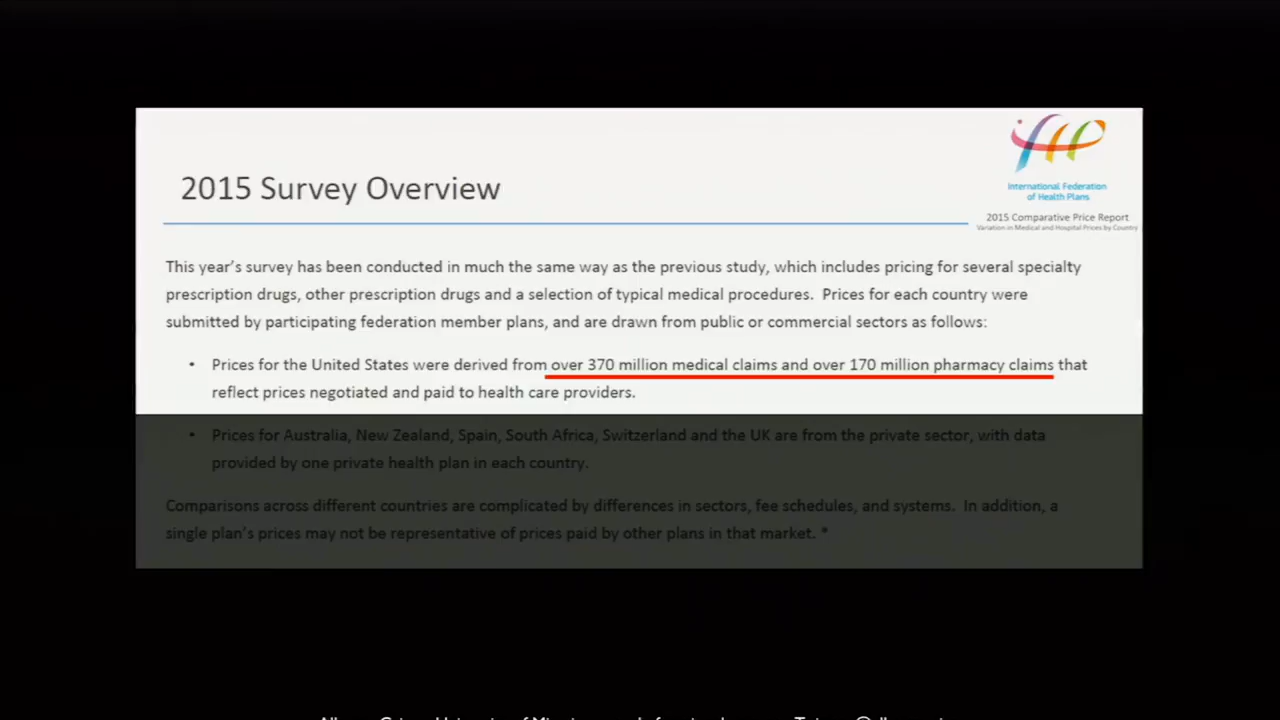 2015 Survey Overview
ifhp
International Federation
of Health Plans
2015 Comparative Price Report
Variation in Medical and Hospital Prices by Country
This year's survey has been conducted in much the same way as the previous study, which includes pricing for several specialty
prescription drugs, other prescription drugs and a selection of typical medical procedures. Prices for each country were
submitted by participating federation member plans, and are drawn from public or commercial sectors as follows:
• Prices for the United States were derived from over 370 million medical claims and over 170 million pharmacy claims that
reflect prices negotiated and paid to health care providers.
• Prices for Australia, New Zealand, Spain, South Africa, Switzerland and the UK are from the private sector, with data
provided by one private health plan in each country.
Comparisons across different countries are complicated by differences in sectors, fee schedules, and systems. In addition, a
single plan's prices may not be representative of prices paid by other plans in that market. *